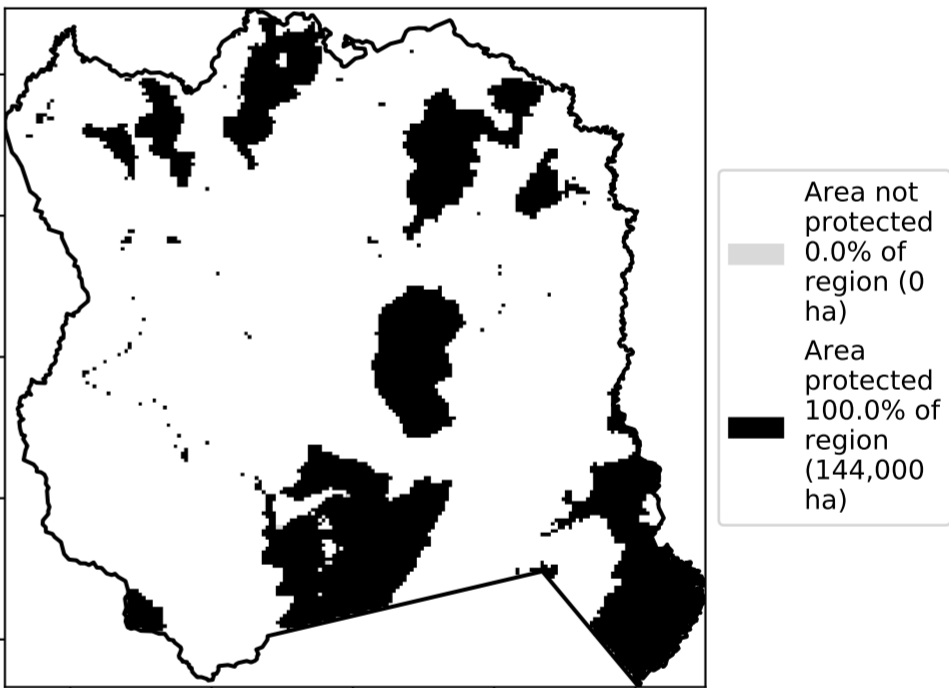 Area not
protected
0.0% of
region (0
ha)
Area
protected
100.0% of
region
(144,000
ha)